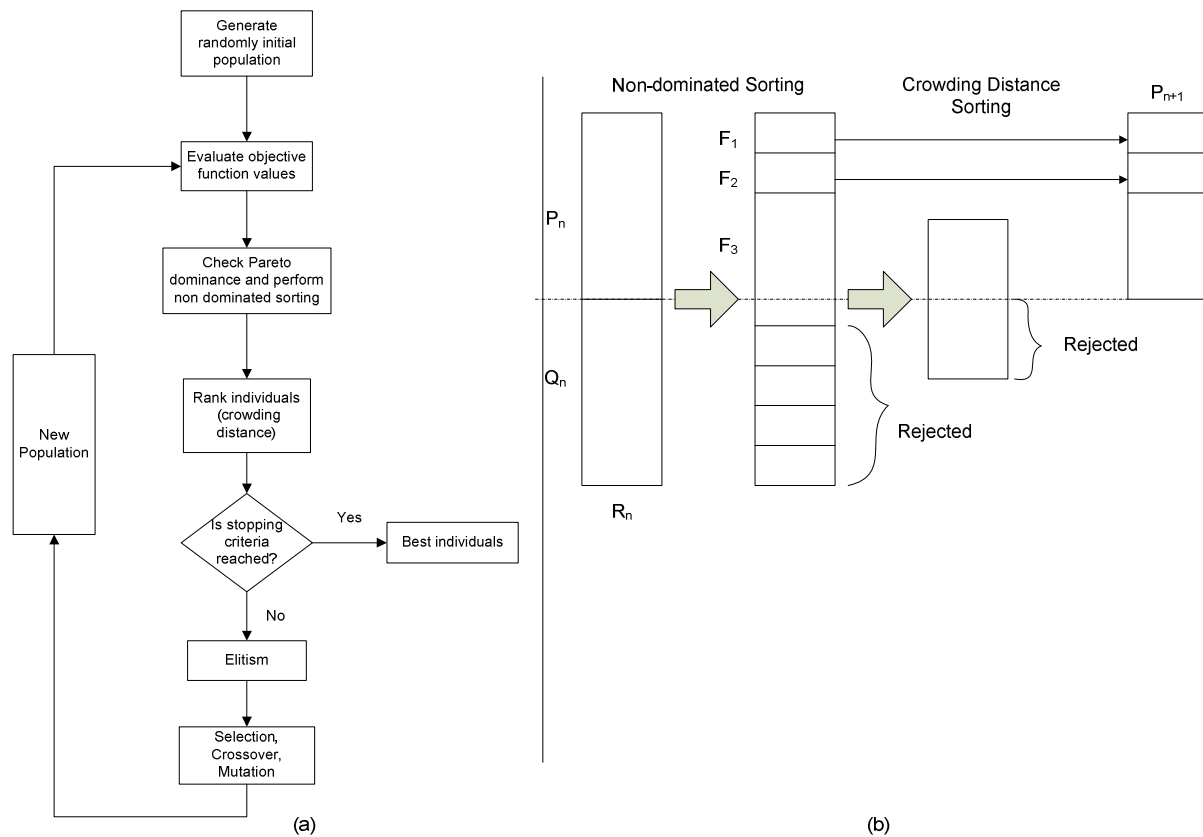 Generate
randomly initial
population
Evaluate objective
function values
Check Pareto
dominance and perform
non dominated sorting
Rank individuals
(crowding
distance)
New
Population
Is stopping
criteria
reached?
Yes
Best individuals
No
Elitism
Selection,
Crossover,
Mutation
(a)
Non-dominated Sorting
Crowding Distance
Sorting
Pn+1
F1
F2
Pn
F3
Qn
Rejected
Rejected
Rn
(b)